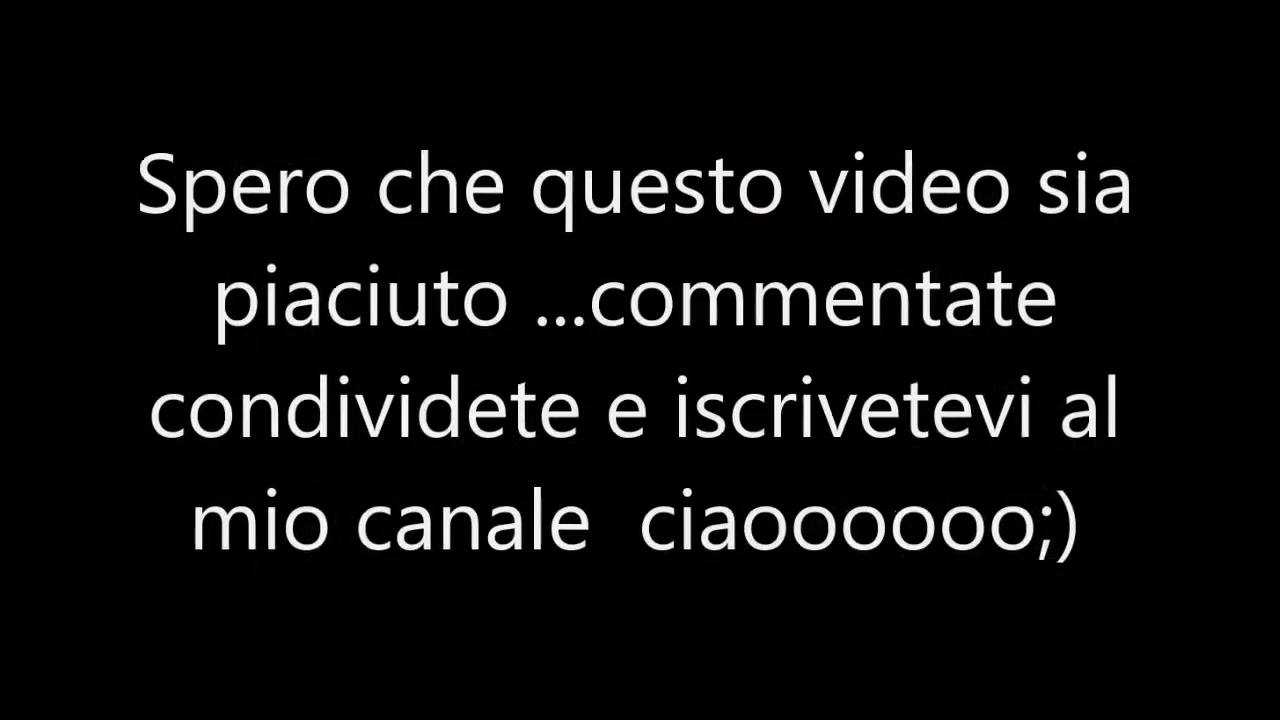 Spero che questo video sia
piaciuto ...commentate
condividete e iscrivetevi al
mio canale  ciaoooooo;)